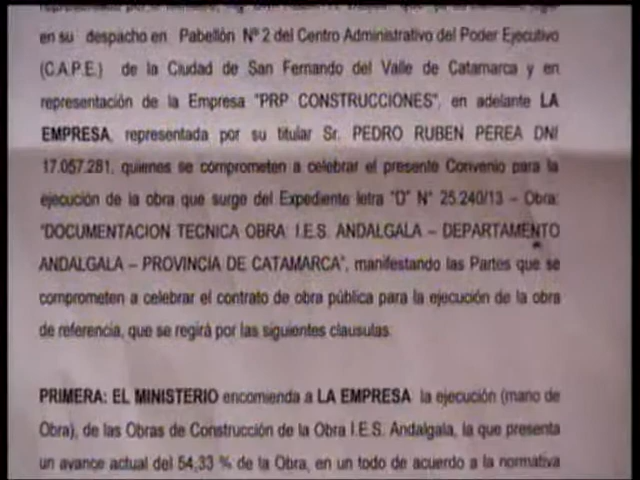 en su despacho en Pabellón Nº 2 del Centro Administrativo del Poder Ejecutivo
(C.A.P.E.) de la Ciudad de San Fernando del Valle de Catamarca y en
representación de la Empresa "PRP CONSTRUCCIONES", en adelante LA
EMPRESA, representada por su titular Sr. PEDRO RUBEN PEREA DNI
17.057.281, quienes se comprometen a celebrar el presente Convenio para la
ejecución de la obra que surge del Expediente letra "D" N° 25.240/13 – Obra:
"DOCUMENTACION TECNICA OBRA I.E.S. ANDALGALA – DEPARTAMENTO
ANDALGALA – PROVINCIA DE CATAMARCA", manifestando las Partes que se
comprometen a celebrar el contrato de obra pública para la ejecución de la obra
de referencia, que se regirá por las siguientes clausulas:
PRIMERA: EL MINISTERIO encomienda a LA EMPRESA la ejecución (mano de
Obra), de las Obras de Construcción de la Obra I.E.S. Andalgala, la que presenta
un avance actual del 54,33 % de la Obra, en un todo de acuerdo a la normativa